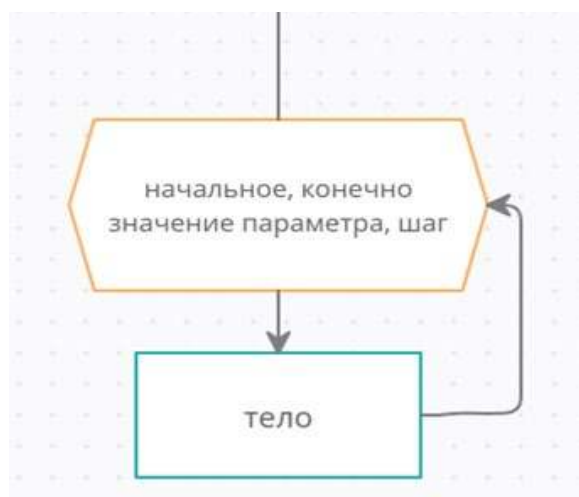 начальное, конечно
значение параметра, шаг
тело